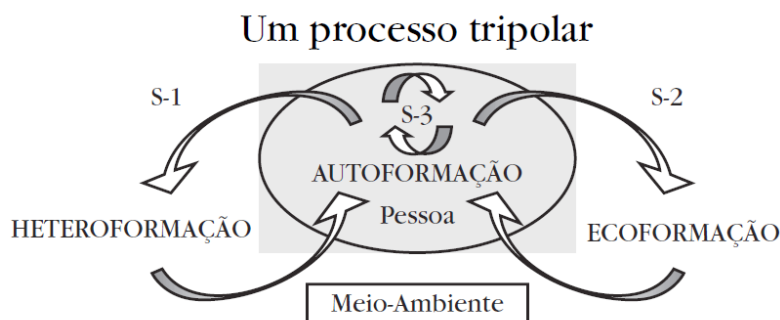 Um processo tripolar
S-1
S-3
S-2
AUTOFORMAÇÃO
Pessoa
HETEROFORMAÇÃO
ECOFORMAÇÃO
Meio-Ambiente